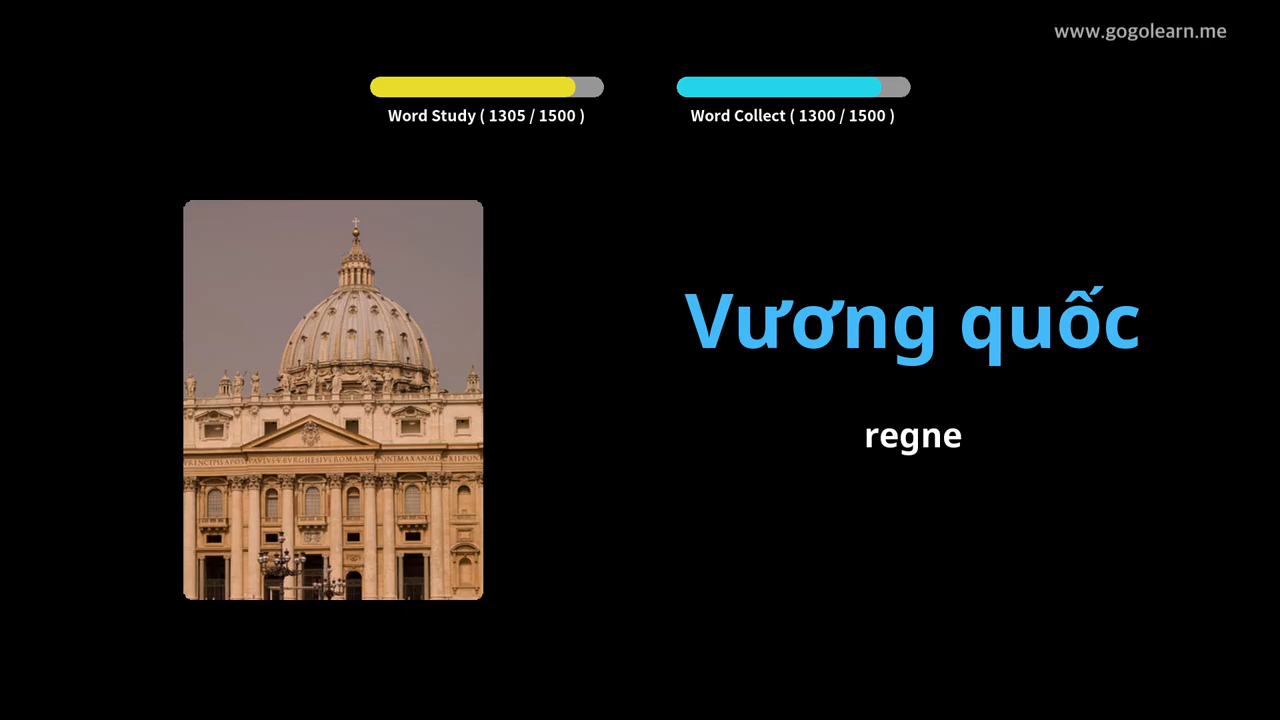 www.gogolearn.me
Word Study ( 1305 / 1500 )
Word Collect ( 1300 / 1500 )
Vương quốc
regne